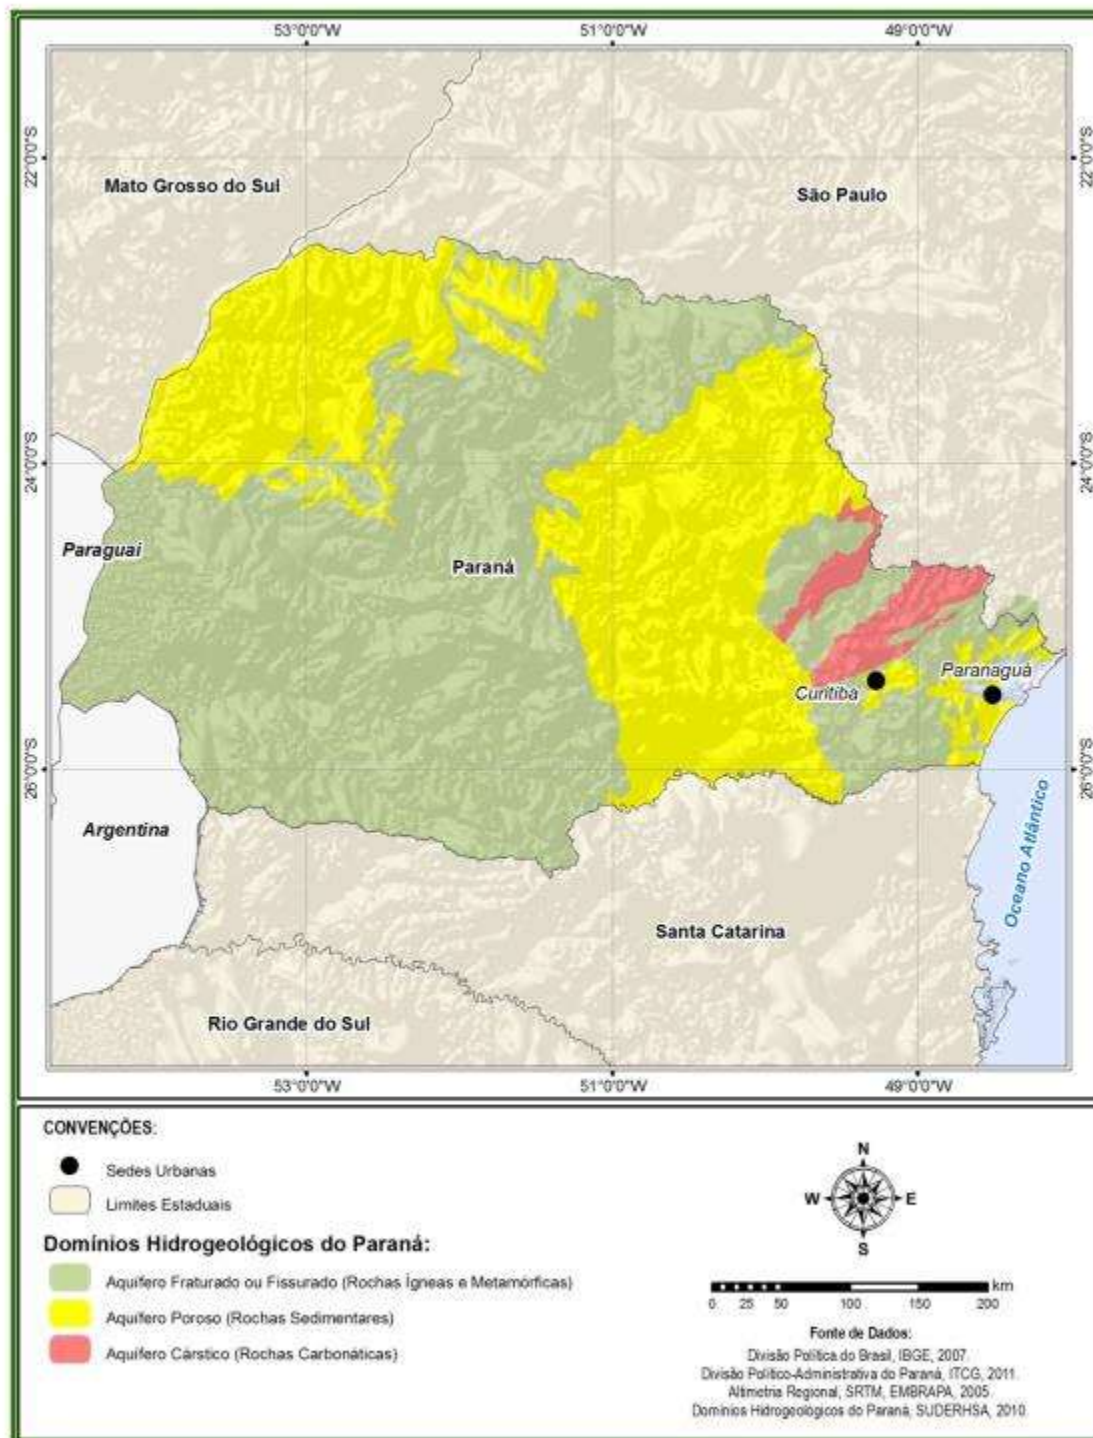 53°0'0"W
51°0'0"W
49°0'0"W
22°0'0"S
22°0'0"S
Mato Grosso do Sul
São Paulo
24°0'0"S
24°0'0"S
Paraguai
Paraná
Curitiba
Paranaguá
26°0'0"S
26°0'0"S
Argentina
Oceano Atlântico
Santa Catarina
Rio Grande do Sul
53°0'0"W
51°0'0"W
49°0'0"W
CONVENÇÕES:
Sedes Urbanas
Limites Estaduais
Domínios Hidrogeológicos do Paraná:
Aquífero Fraturado ou Fissurado (Rochas Ígneas e Metamórficas)
Aquífero Poroso (Rochas Sedimentares)
Aquífero Cárstico (Rochas Carbonáticas)
N
W E
S
km
0 25 50 100 150 200
Fonte de Dados:
Divisão Política do Brasil, IBGE, 2007.
Divisão Político-Administrativa do Paraná, ITCG, 2011.
Altimetria Regional, SRTM, EMBRAPA, 2005.
Domínios Hidrogeológicos do Paraná, SUDERHSA, 2010.